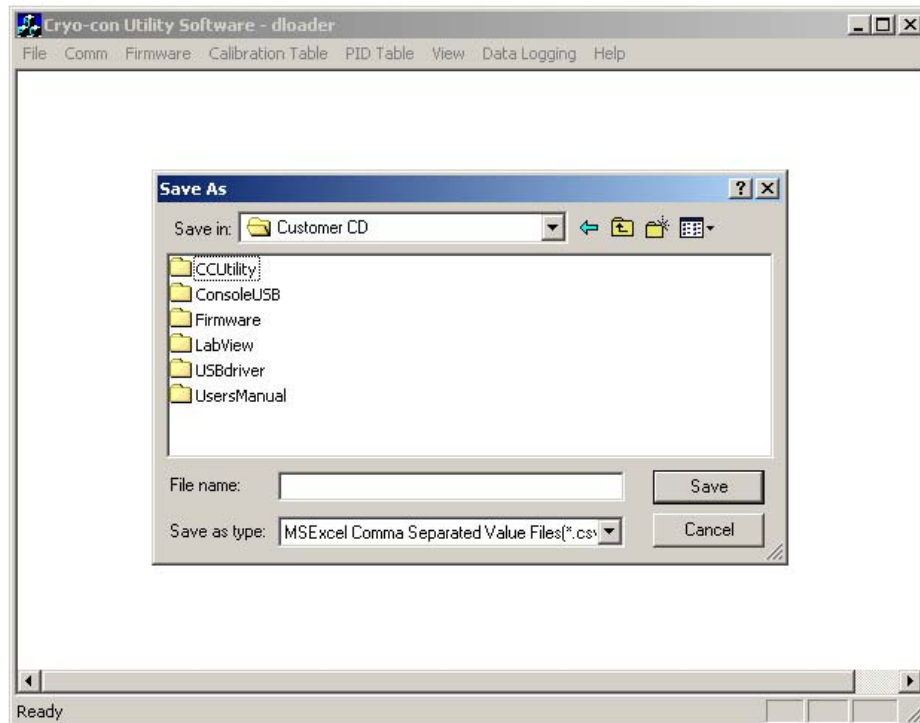 Cryo-con Utility Software - dloader
File Comm Firmware Calibration Table PID Table View Data Logging Help
Save As
Save in: Customer CD
CCUtility
ConsoleUSB
Firmware
LabView
USBdriver
UsersManual
File name: Save
Save as type: MSExcel Comma Separated Value Files(*.csv Cancel
Ready